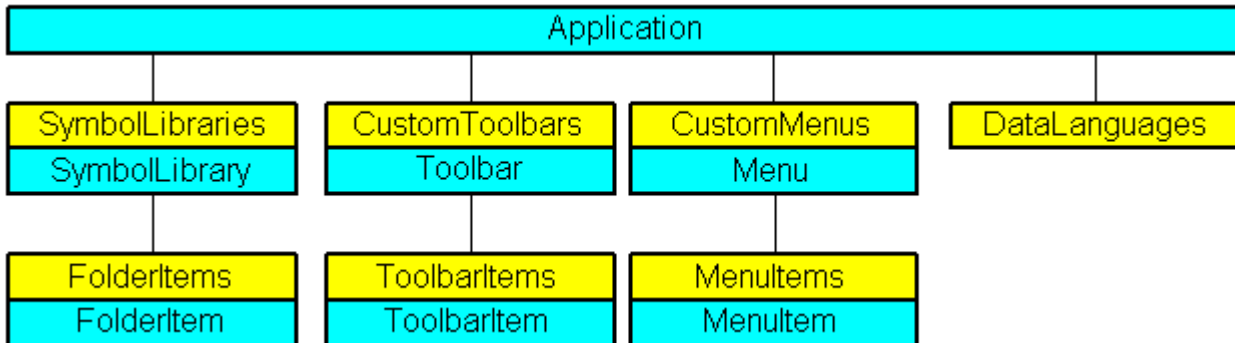 Application
SymbolLibraries
CustomToolbars
CustomMenus
DataLanguages
SymbolLibrary
Toolbar
Menu
FolderItems
ToolbarItems
MenuItems
FolderItem
ToolbarItem
MenuItem